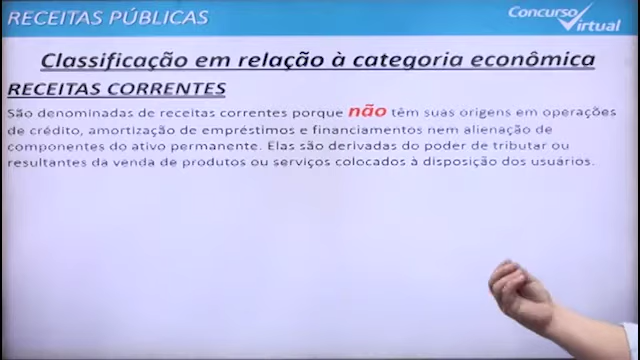 RECEITAS PÚBLICAS
Concurso
Virtual
Classificação em relação à categoria econômica
RECEITAS CORRENTES
São denominadas de receitas correntes porque não têm suas origens em operações
de crédito, amortização de empréstimos e financiamentos nem alienação de
componentes do ativo permanente. Elas são derivadas do poder de tributar ou
resultantes da venda de produtos ou serviços colocados à disposição dos usuários.